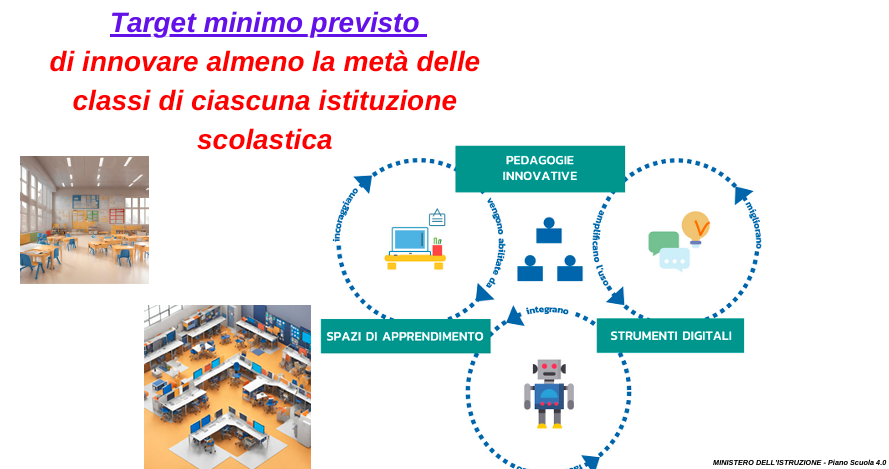 Target minimo previsto
di innovare almeno la metà delle
classi di ciascuna istituzione
scolastica
PEDAGOGIE
INNOVATIVE
incoraggiano
vengono abilitate da
amplificano l'uso
migliorano
integrano
SPAZI DI APPRENDIMENTO
STRUMENTI DIGITALI
MINISTERO DELL'ISTRUZIONE - Piano Scuola 4.0